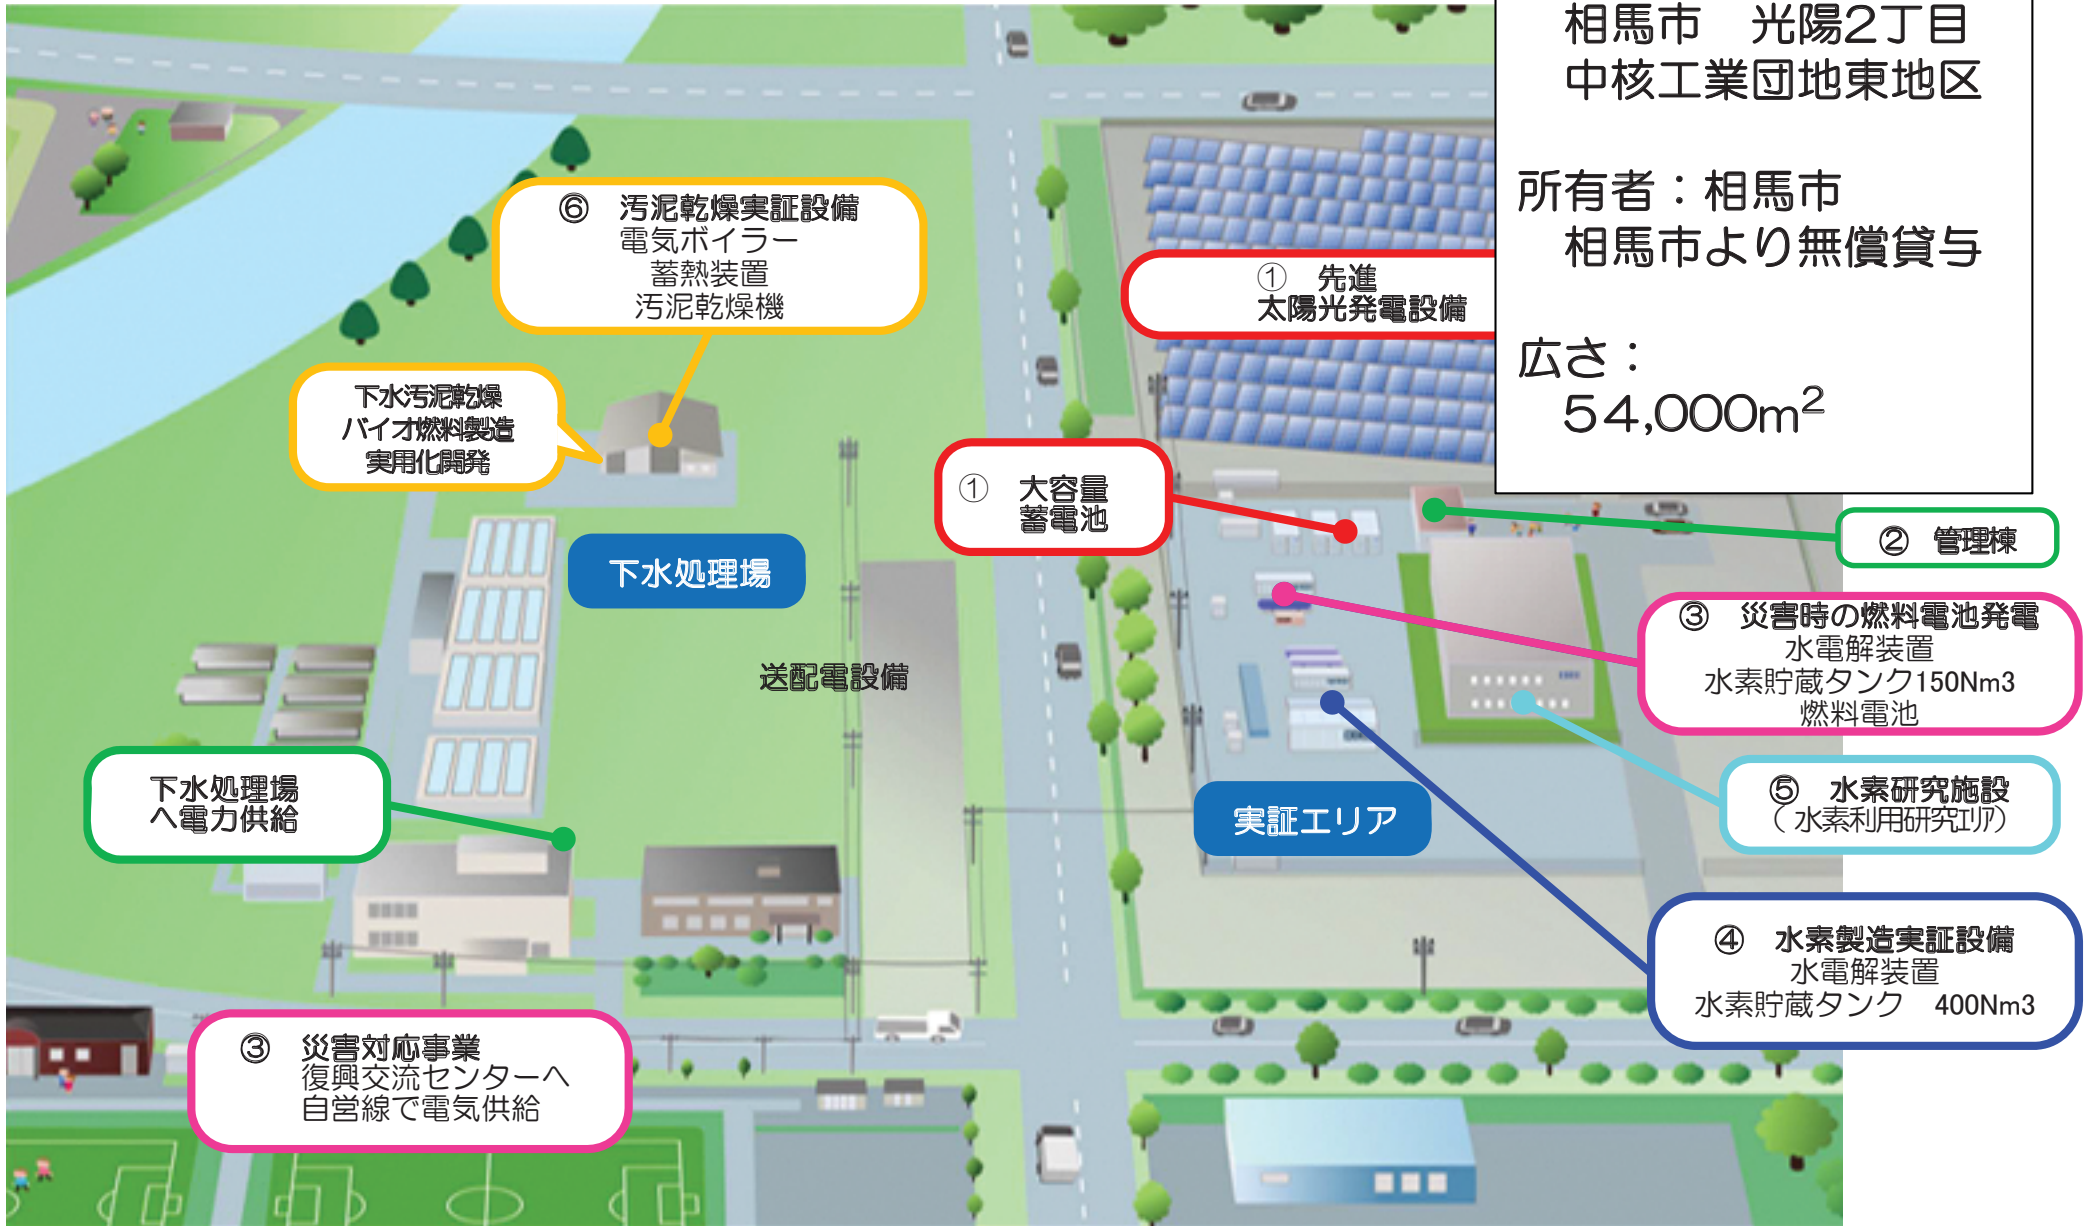 相馬市　光陽2丁目
中核工業団地東地区
所有者：相馬市
相馬市より無償貸与
広さ：
54,000m²
⑥　汚泥乾燥実証設備
電気ボイラー
蓄熱装置
汚泥乾燥機
①　先進
太陽光発電設備
下水汚泥乾燥
バイオ燃料製造
実用化開発
①　大容量
蓄電池
②　管理棟
下水処理場
③　災害時の燃料電池発電
水電解装置
水素貯蔵タンク150Nm3
燃料電池
送配電設備
下水処理場
へ電力供給
実証エリア
⑤　水素研究施設
（水素利用研究エリア）
④　水素製造実証設備
水電解装置
水素貯蔵タンク　400Nm3
③　災害対応事業
復興交流センターへ
自営線で電気供給